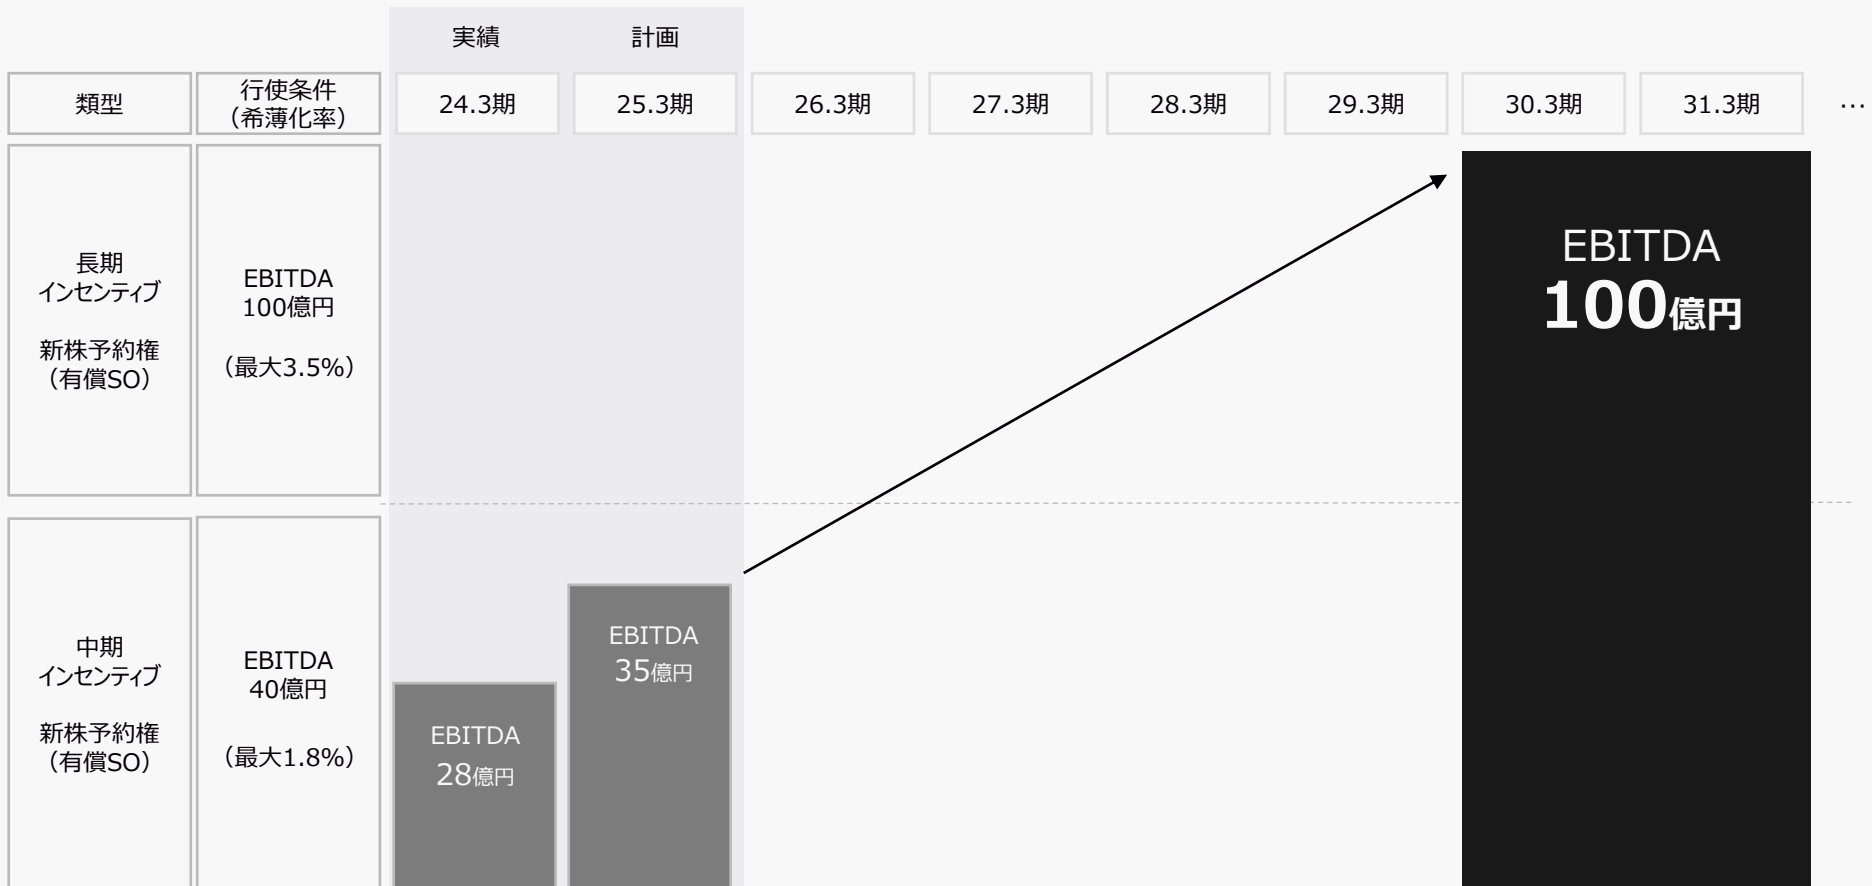 実績
計画
類型
行使条件
（希薄化率）
24.3期
25.3期
26.3期
27.3期
28.3期
29.3期
30.3期
31.3期
…
長期
インセンティブ
新株予約権
（有償SO）
EBITDA
100億円
（最大3.5%）
EBITDA
100億円
中期
インセンティブ
新株予約権
（有償SO）
EBITDA
40億円
（最大1.8%）
EBITDA
28億円
EBITDA
35億円